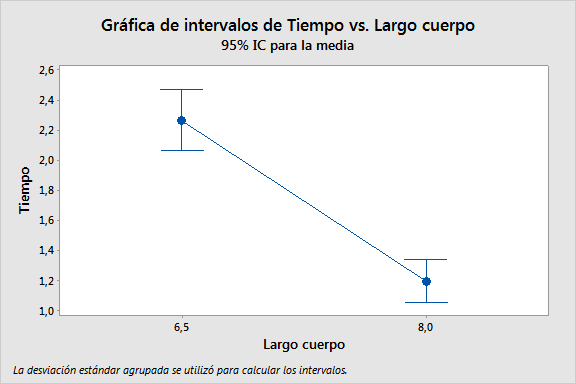 Gráfica de intervalos de Tiempo vs. Largo cuerpo
95% IC para la media
2,6
2,4
2,2
2,0
1,8
1,6
1,4
1,2
1,0
Tiempo
6,5
8,0
Largo cuerpo
La desviación estándar agrupada se utilizó para calcular los intervalos.